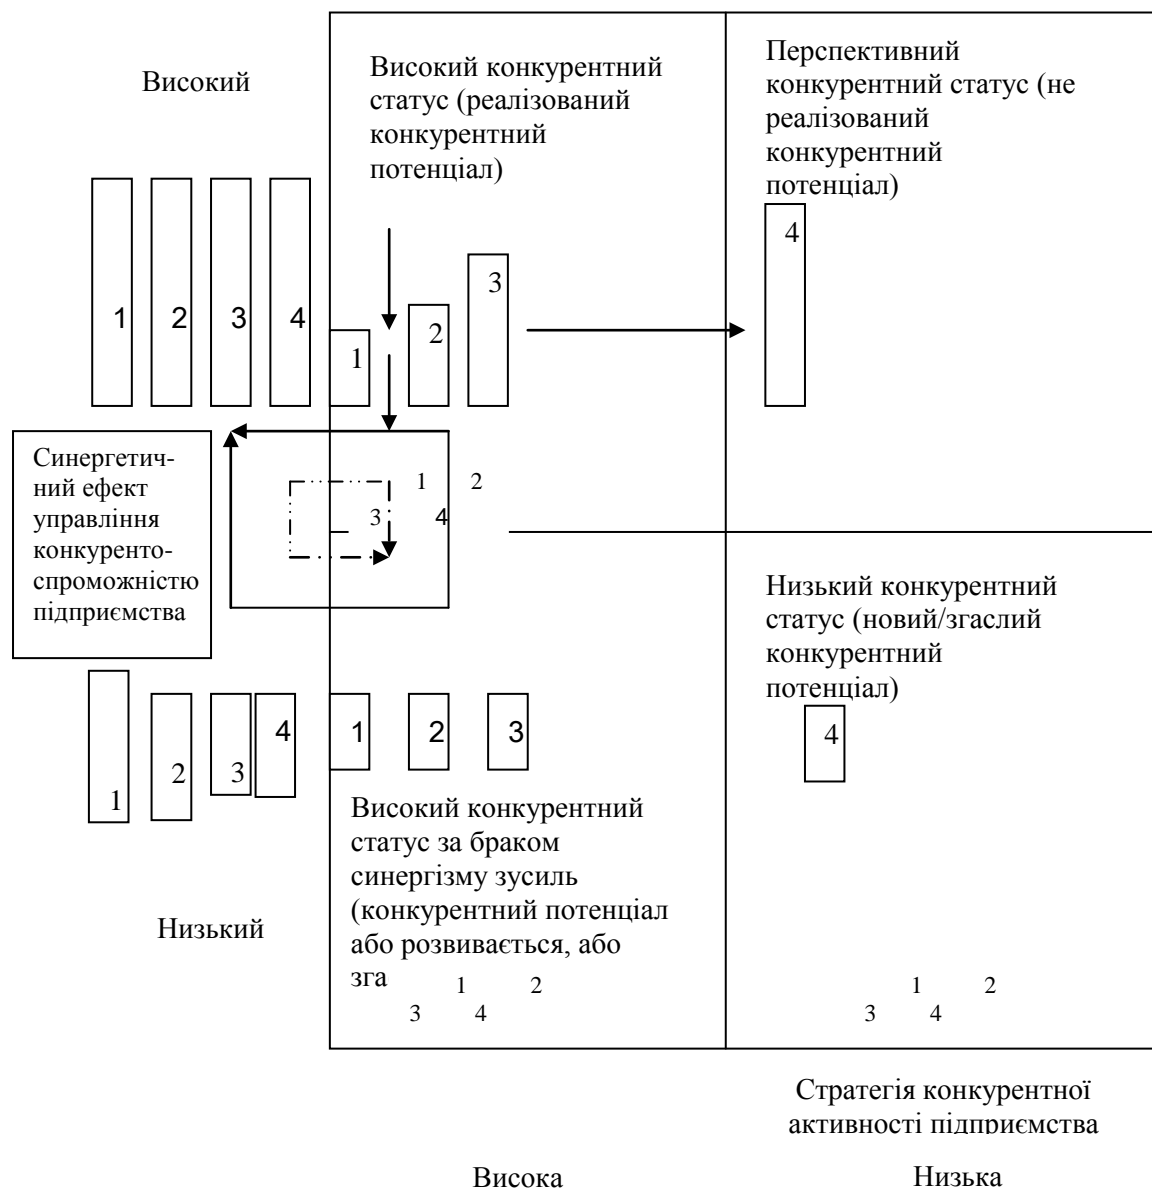 Високий
Високий конкурентний
статус (реалізований
конкурентний
потенціал)
Перспективний
конкурентний статус (не
реалізований
конкурентний
потенціал)
4
3
1 2 3 4
1
2
Синергетич-
ний ефект
управління
конкуренто-
спроможністю
підприємства
1 2
3 4
Низький конкурентний
статус (новий/згаслий
конкурентний
потенціал)
4
1 2 3 4
1 2 3
Високий конкурентний
статус за браком
синергізму зусиль
(конкурентний потенціал
або розвивається, або
зга
Низький
1 2
3 4
1 2
3 4
Стратегія конкурентної
активності підприємства
Висока
Низька